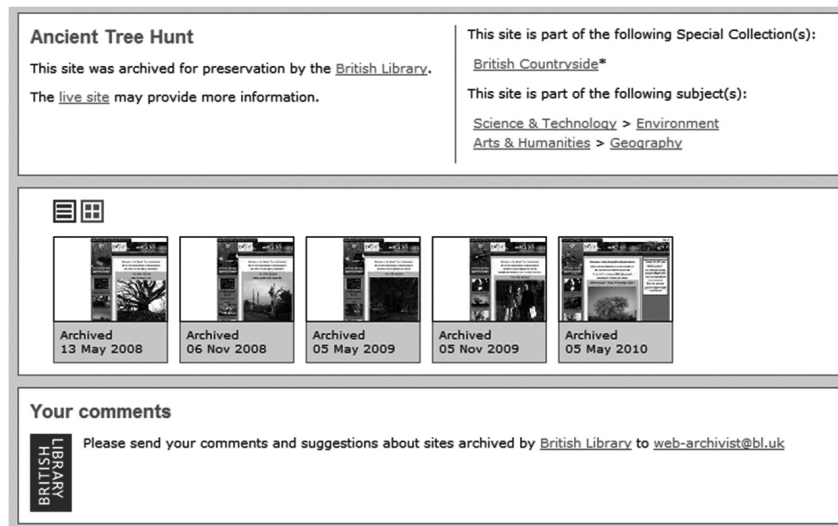 Ancient Tree Hunt
This site was archived for preservation by the British Library.
The live site may provide more information.
This site is part of the following Special Collection(s):
British Countryside*
This site is part of the following subject(s):
Science & Technology > Environment
Arts & Humanities > Geography
Archived
13 May 2008
Archived
06 Nov 2008
Archived
05 May 2009
Archived
05 Nov 2009
Archived
05 May 2010
Your comments
BRITISH
LIBRARY
Please send your comments and suggestions about sites archived by British Library to web-archivist@bl.uk